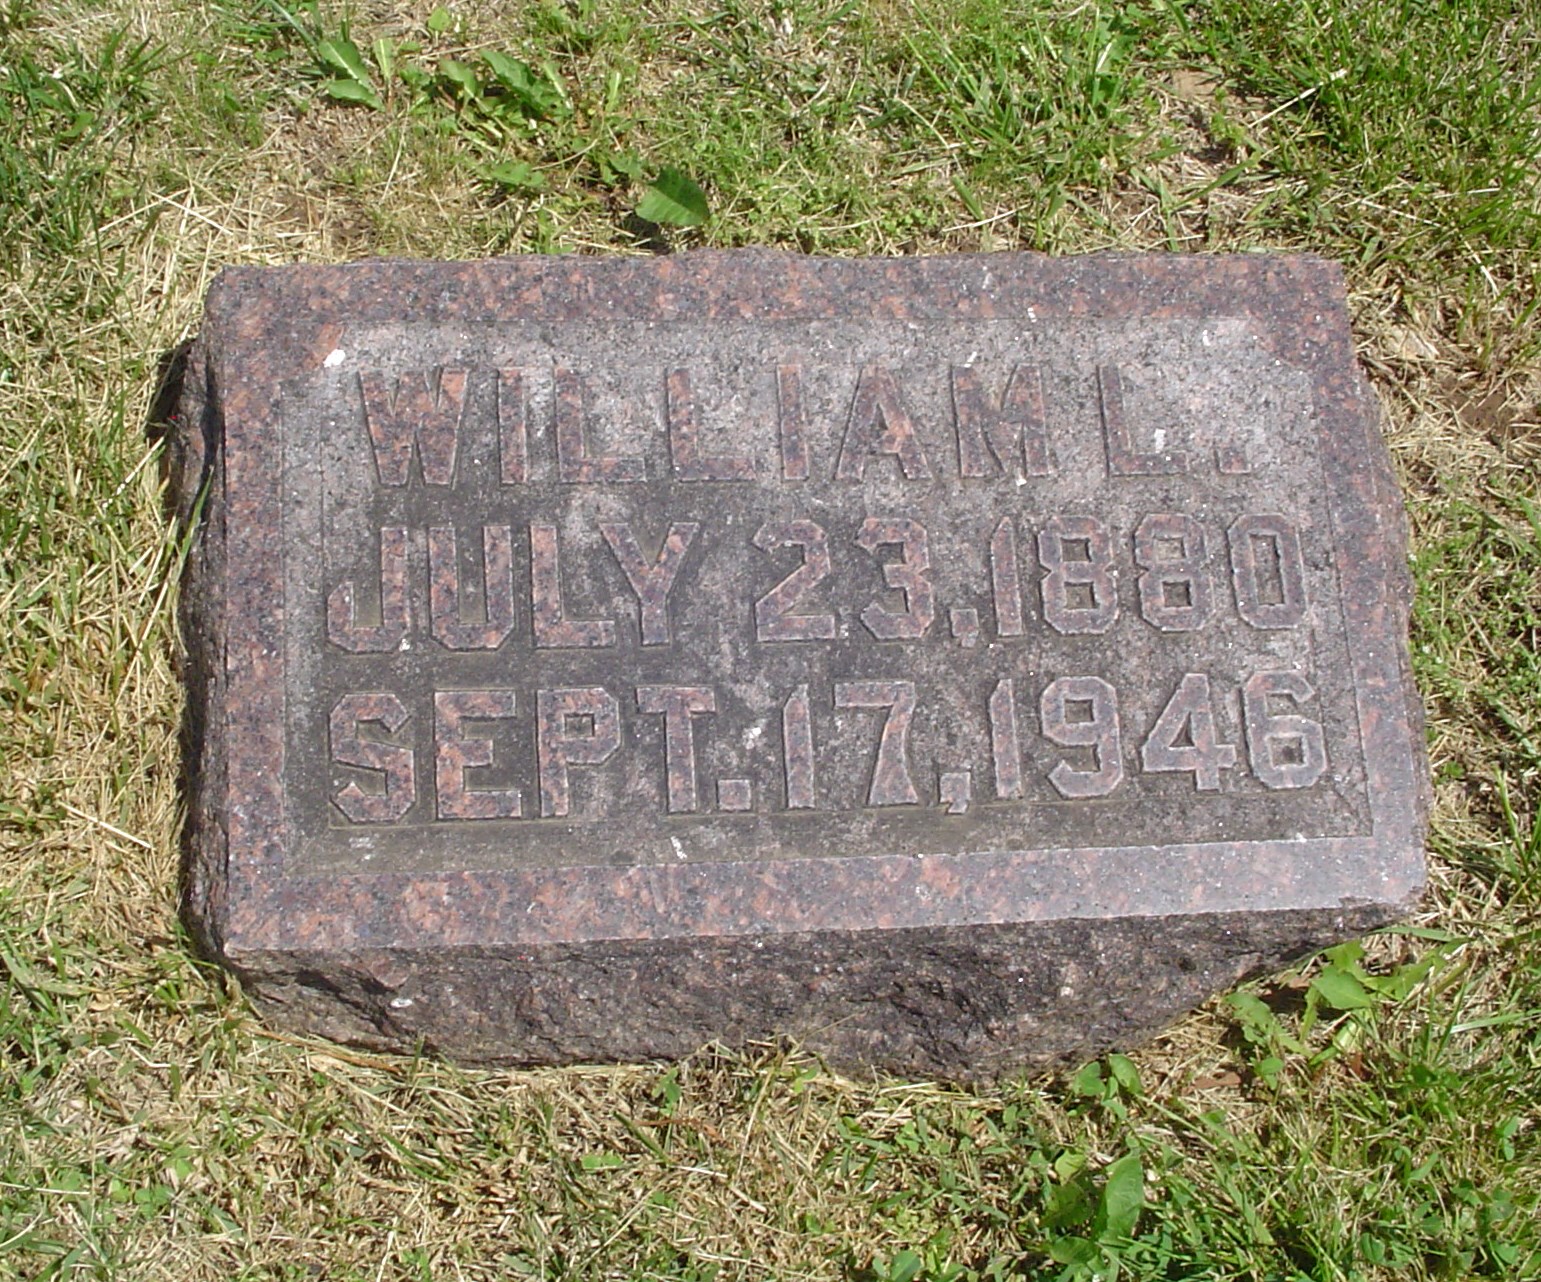 WILLIAM L.
JULY 23, 1880
SEPT. 17, 1946